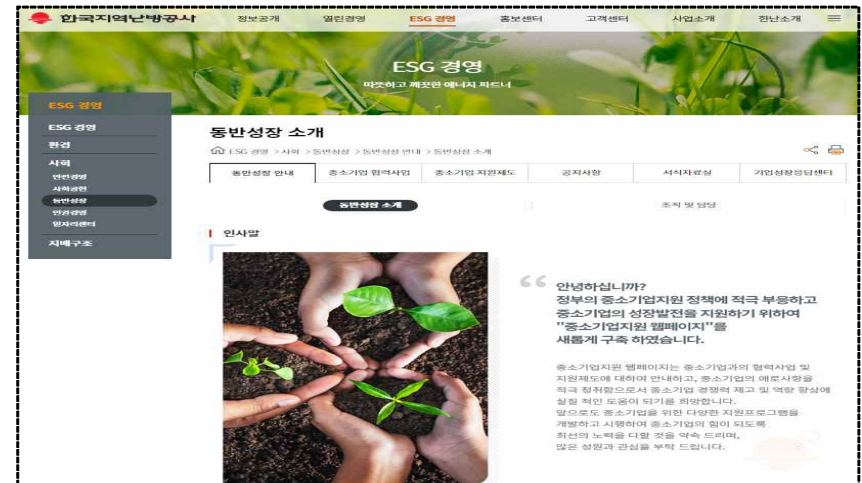 한국지역난방공사
정보공개 열린경영 ESG 경영 홍보센터 고객센터 사업소개 한난소개
ESG 경영
따뜻하고 깨끗한 에너지 파트너
ESG 경영
ESG 경영
환경
사회
안전경영
사회공헌
동반성장
인권경영
일자리센터
지배구조
동반성장 소개
ESG 경영 > 사회 > 동반성장 > 동반성장 안내 > 동반성장 소개
동반성장 안내 중소기업 협력사업 중소기업 지원제도 공지사항 서식자료실 기업성장응답센터
동반성장 소개 조직 및 담당
인사말
안녕하십니까?
정부의 중소기업지원 정책에 적극 부응하고
중소기업의 성장발전을 지원하기 위하여
"중소기업지원 웹페이지"를
새롭게 구축 하였습니다.
중소기업지원 웹페이지는 중소기업과의 협력사업 및
지원제도에 대하여 안내하고, 중소기업의 애로사항을
적극 청취함으로서 중소기업 경쟁력 제고 및 역량 향상에
실질 적인 도움이 되기를 희망합니다.
앞으로도 중소기업을 위한 다양한 지원프로그램을
개발하고 시행하여 중소기업의 힘이 되도록
최선의 노력을 다할 것을 약속 드리며,
많은 성원과 관심을 부탁 드립니다.